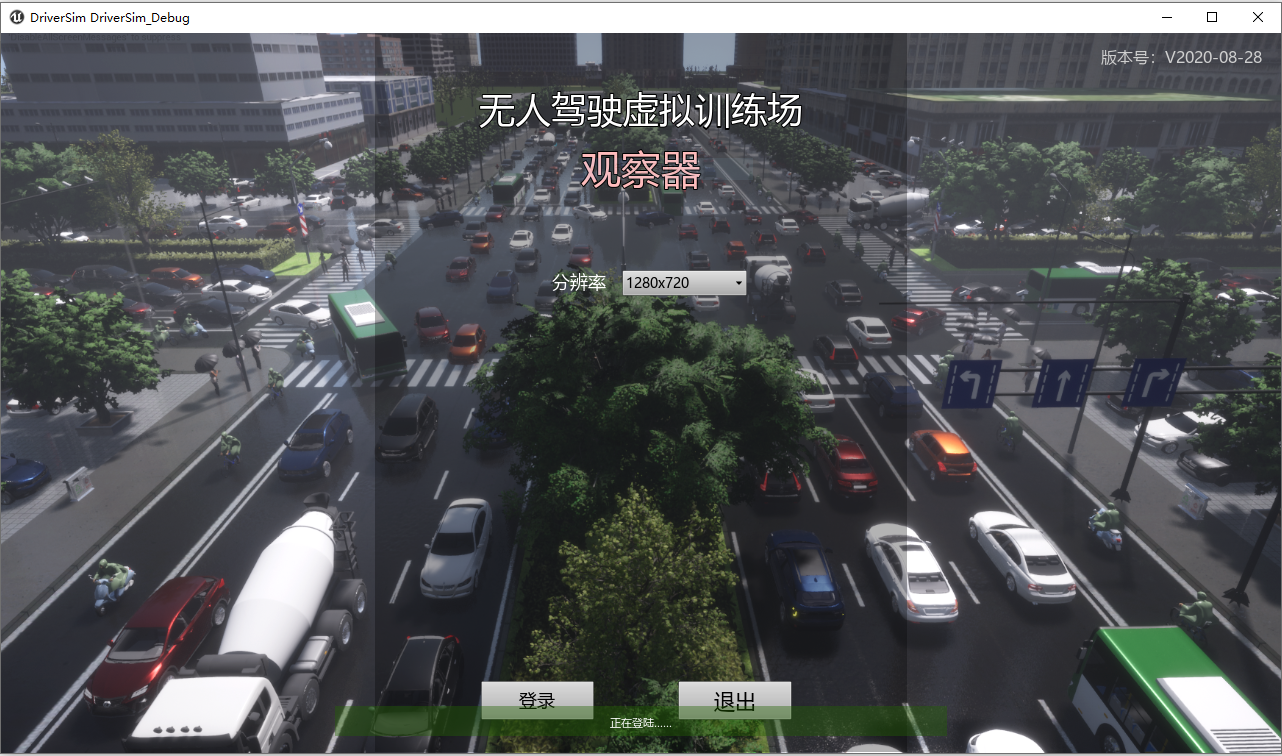 DriverSim DriverSim_Debug
版本号：V2020-08-28
无人驾驶虚拟训练场
观察器
分辨率 1280x720
登录 退出
正在登陆......